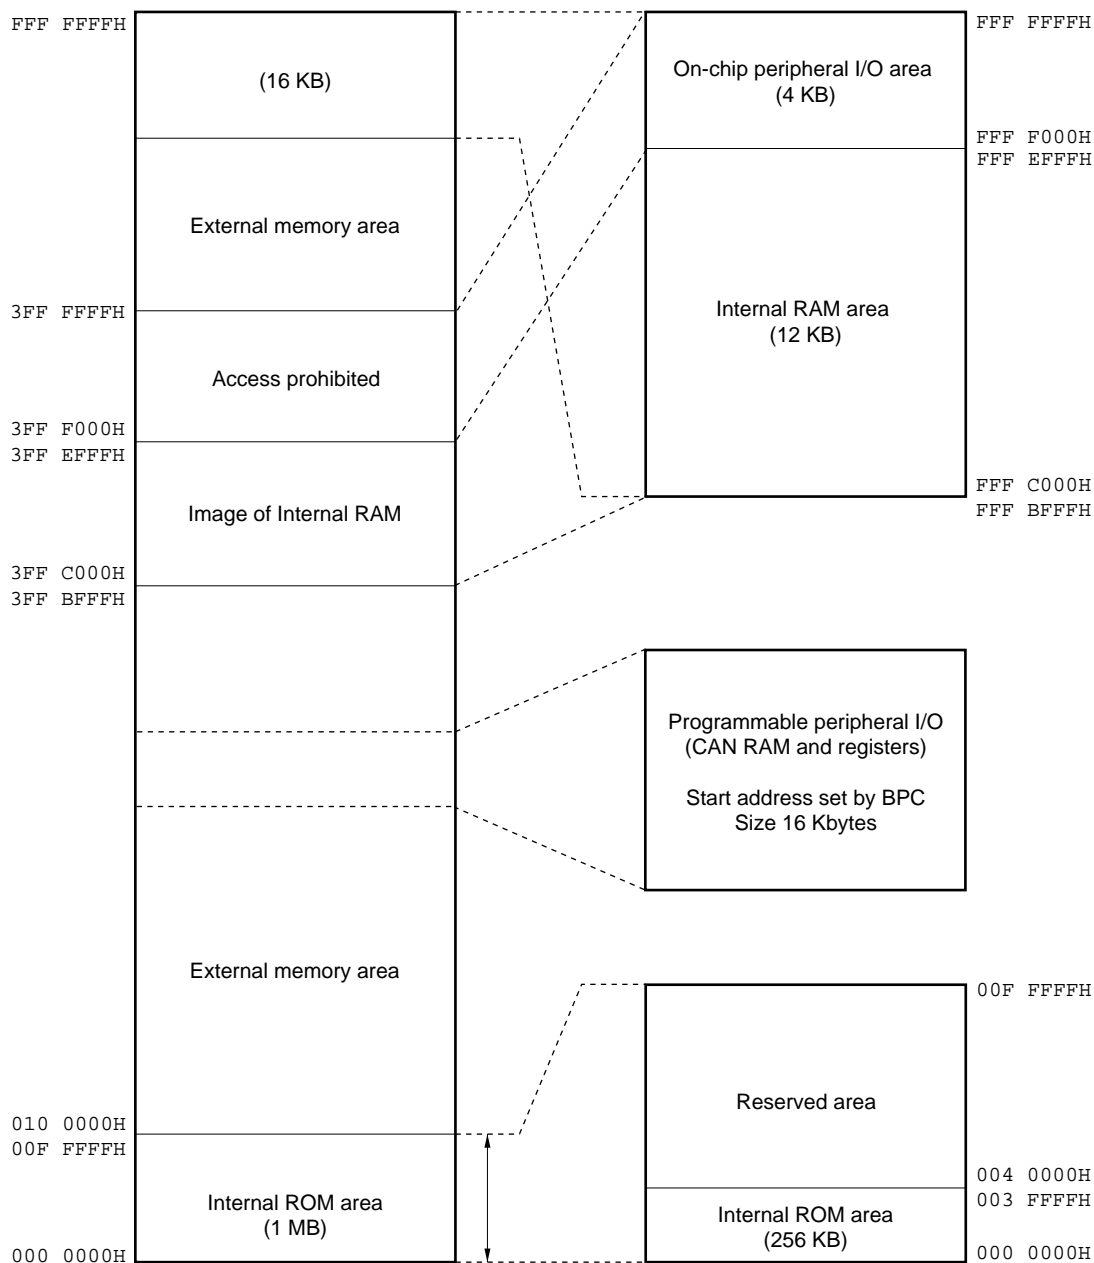 FFF FFFFH
(16 KB)
External memory area
3FF FFFFH
Access prohibited
3FF F000H
3FF EFFFH
Image of Internal RAM
3FF C000H
3FF BFFFH
External memory area
010 0000H
00F FFFFH
Internal ROM area
(1 MB)
000 0000H
FFF FFFFH
On-chip peripheral I/O area
(4 KB)
FFF F000H
FFF EFFFH
Internal RAM area
(12 KB)
FFF C000H
FFF BFFFH
Programmable peripheral I/O
(CAN RAM and registers)
Start address set by BPC
Size 16 Kbytes
00F FFFFH
Reserved area
004 0000H
003 FFFFH
Internal ROM area
(256 KB)
000 0000H